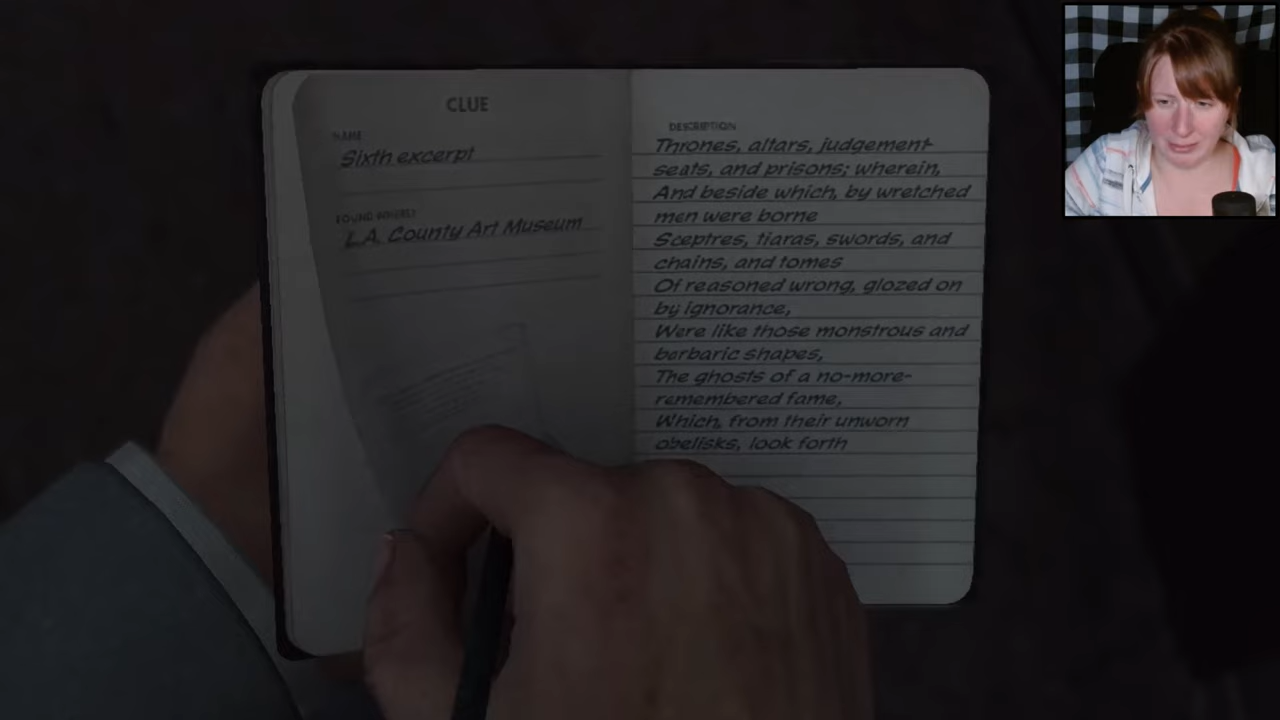 CLUE
NAME
Sixth excerpt
FOUND WHERE?
L.A. County Art Museum
DESCRIPTION
Thrones, altars, judgement-
seats, and prisons; wherein,
And beside which, by wretched
men were borne
Sceptres, tiaras, swords, and
chains, and tomes
Of reasoned wrong, glozed on
by ignorance,
Were like those monstrous and
barbaric shapes,
The ghosts of a no-more-
remembered fame,
Which, from their unworn
obelisks, look forth